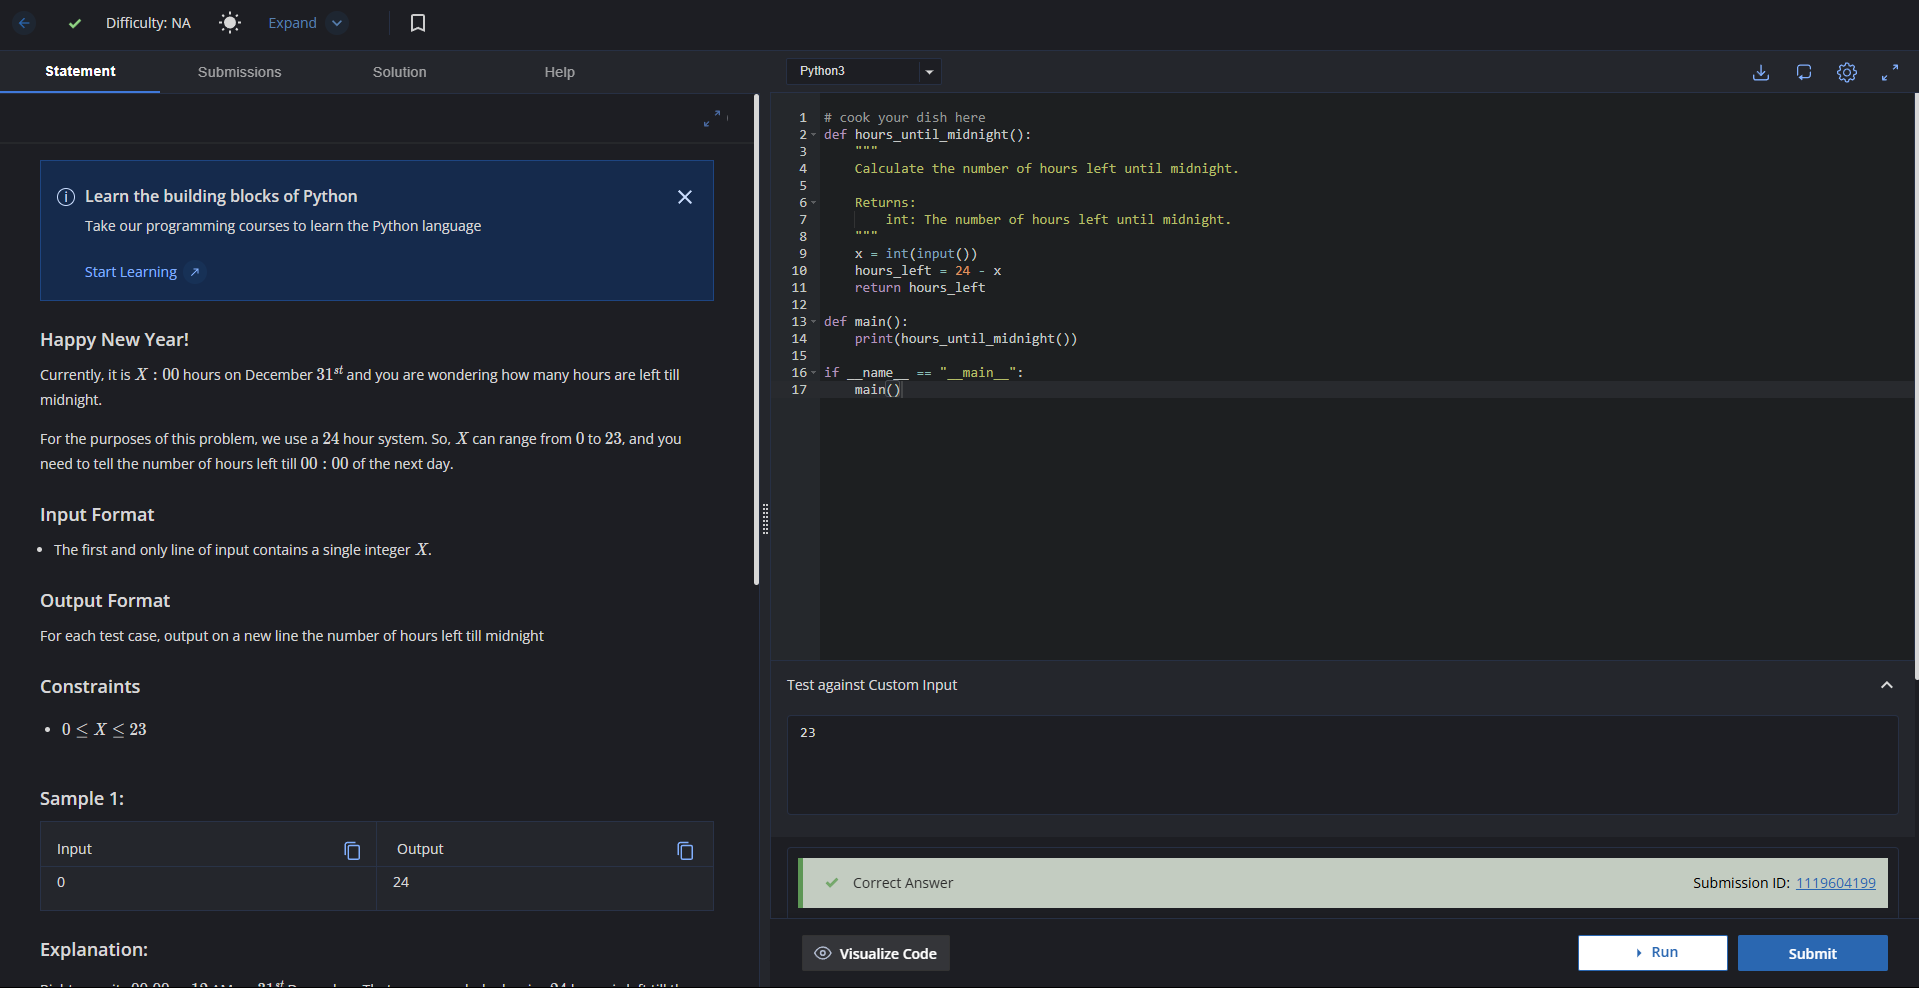 Difficulty: NA
Expand
Statement
Submissions
Solution
Help
Learn the building blocks of Python
Take our programming courses to learn the Python language
Start Learning
Happy New Year!
Currently, it is X : 00 hours on December 31st and you are wondering how many hours are left till
midnight.
For the purposes of this problem, we use a 24 hour system. So, X can range from 0 to 23, and you
need to tell the number of hours left till 00 : 00 of the next day.
Input Format
• The first and only line of input contains a single integer X.
Output Format
For each test case, output on a new line the number of hours left till midnight
Constraints
• 0 ≤ X ≤ 23
Sample 1:
Input
Output
0
24
Explanation:
Python3
1 # cook your dish here
2 def hours_until_midnight():
3     """
4     Calculate the number of hours left until midnight.
5
6     Returns:
7         int: The number of hours left until midnight.
8     """
9     x = int(input())
10     hours_left = 24 - x
11     return hours_left
12
13 def main():
14     print(hours_until_midnight())
15
16 if __name__ == "__main__":
17     main()
Test against Custom Input
23
Correct Answer
Submission ID: 1119604199
Visualize Code
Run
Submit